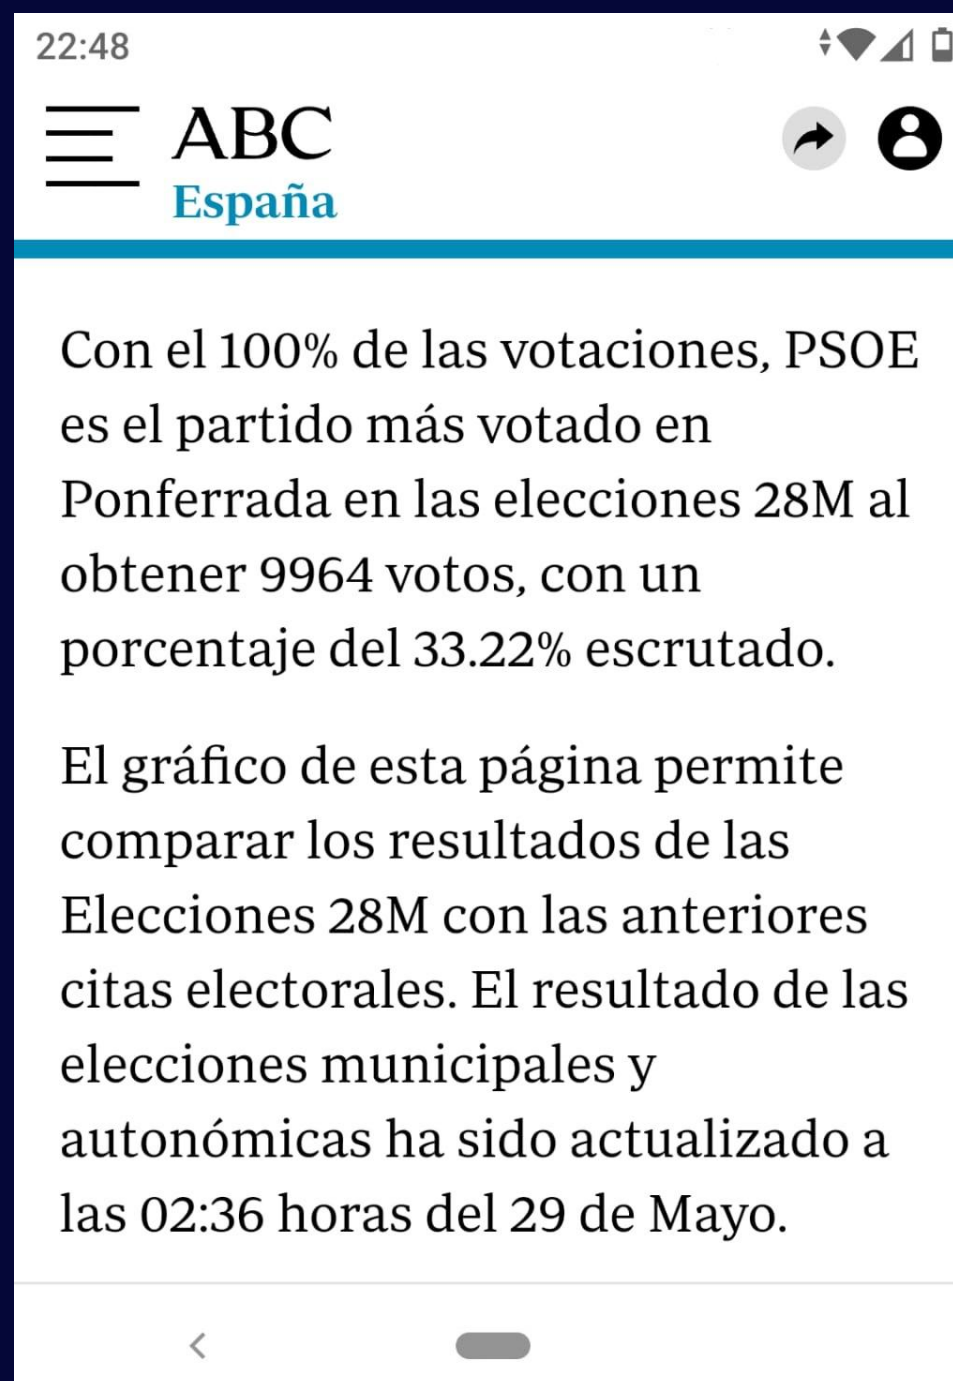 22:48
ABC
España
Con el 100% de las votaciones, PSOE
es el partido más votado en
Ponferrada en las elecciones 28M al
obtener 9964 votos, con un
porcentaje del 33.22% escrutado.
El gráfico de esta página permite
comparar los resultados de las
Elecciones 28M con las anteriores
citas electorales. El resultado de las
elecciones municipales y
autonómicas ha sido actualizado a
las 02:36 horas del 29 de Mayo.